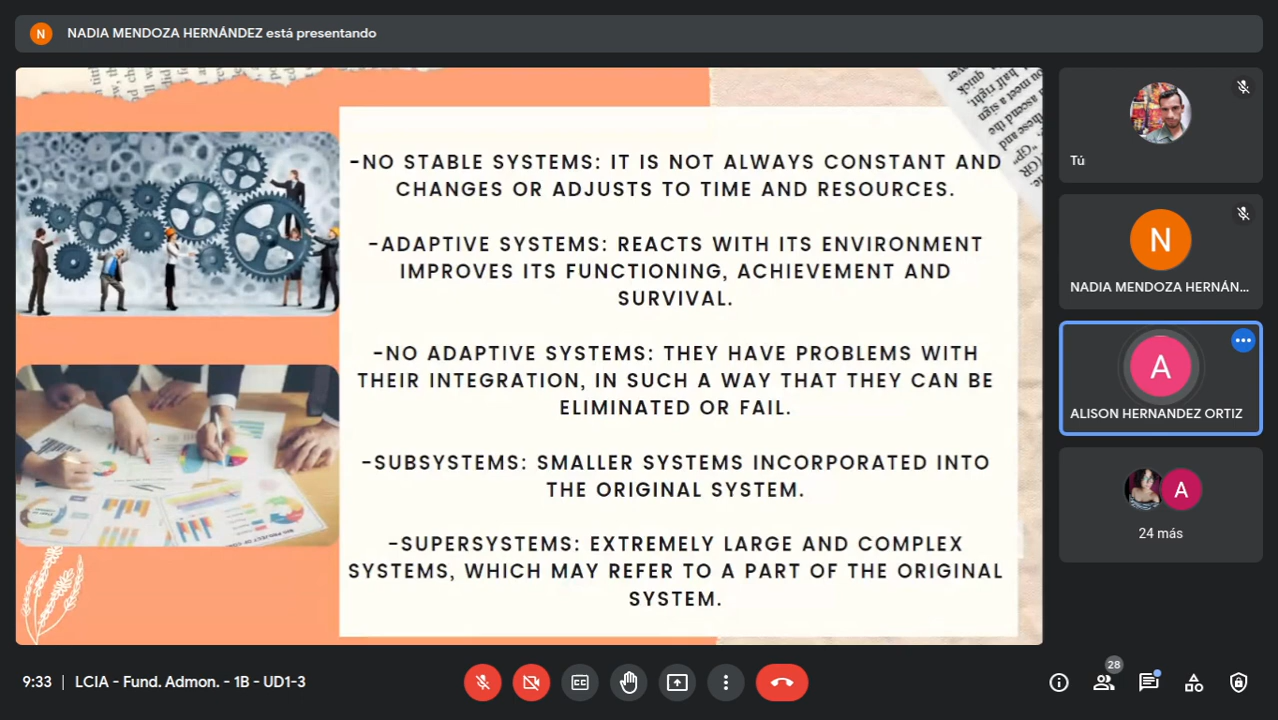 N NADIA MENDOZA HERNÁNDEZ está presentando
-NO STABLE SYSTEMS: IT IS NOT ALWAYS CONSTANT AND
CHANGES OR ADJUSTS TO TIME AND RESOURCES.
-ADAPTIVE SYSTEMS: REACTS WITH ITS ENVIRONMENT
IMPROVES ITS FUNCTIONING, ACHIEVEMENT AND
SURVIVAL.
-NO ADAPTIVE SYSTEMS: THEY HAVE PROBLEMS WITH
THEIR INTEGRATION, IN SUCH A WAY THAT THEY CAN BE
ELIMINATED OR FAIL.
-SUBSYSTEMS: SMALLER SYSTEMS INCORPORATED INTO
THE ORIGINAL SYSTEM.
-SUPERSYSTEMS: EXTREMELY LARGE AND COMPLEX
SYSTEMS, WHICH MAY REFER TO A PART OF THE ORIGINAL
SYSTEM.
Tú
N
NADIA MENDOZA HERNÁN...
A
ALISON HERNANDEZ ORTIZ
A
24 más
9:33 | LCIA - Fund. Admon. - 1B - UD1-3
CC
28